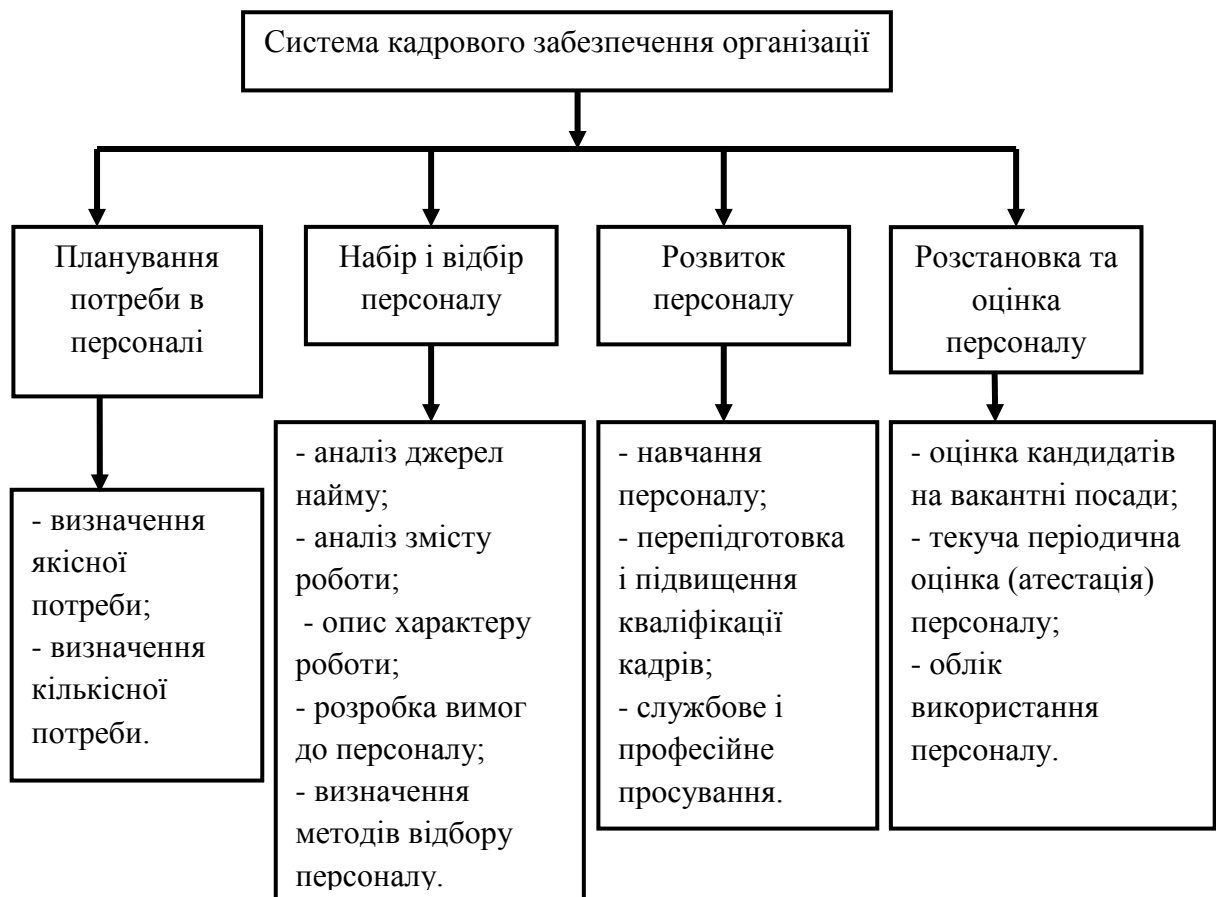 Система кадрового забезпечення організації
Планування
потреби в
персоналі
Набір і відбір
персоналу
Розвиток
персоналу
Розстановка та
оцінка
персоналу
- визначення
якісної
потреби;
- визначення
кількісної
потреби.
- аналіз джерел
найму;
- аналіз змісту
роботи;
- опис характеру
роботи;
- розробка вимог
до персоналу;
- визначення
методів відбору
персоналу.
- навчання
персоналу;
- перепідготовка
і підвищення
кваліфікації
кадрів;
- службове і
професійне
просування.
- оцінка кандидатів
на вакантні посади;
- текуча періодична
оцінка (атестація)
персоналу;
- облік
використання
персоналу.